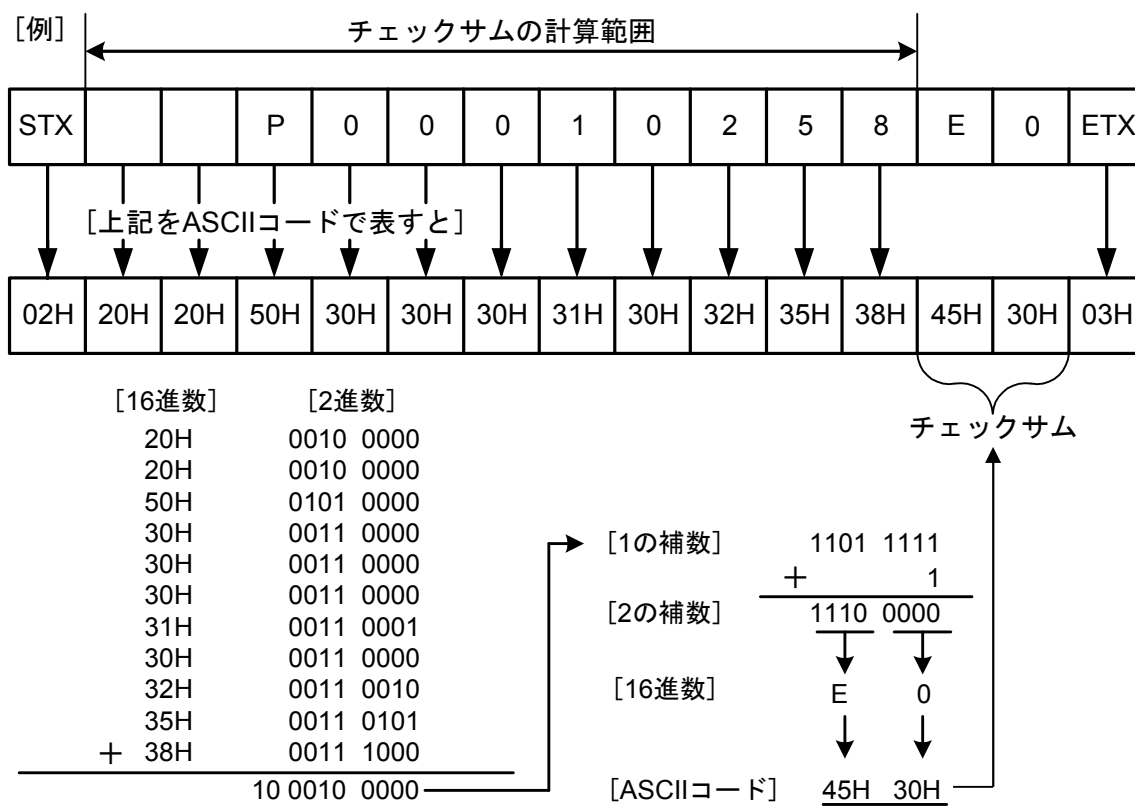 ［例］ チェックサムの計算範囲
STX P 0 0 0 1 0 2 5 8 E 0 ETX
［上記をASCIIコードで表すと］
02H 20H 20H 50H 30H 30H 30H 31H 30H 32H 35H 38H 45H 30H 03H
チェックサム
［16進数］ ［2進数］
20H 0010 0000
20H 0010 0000
50H 0101 0000
30H 0011 0000
30H 0011 0000
30H 0011 0000
31H 0011 0001
30H 0011 0000
32H 0011 0010
35H 0011 0101
＋ 38H 0011 1000
10 0010 0000
［1の補数］ 1101 1111
＋ 1
［2の補数］ 1110 0000
［16進数］ E 0
［ASCIIコード］ 45H 30H